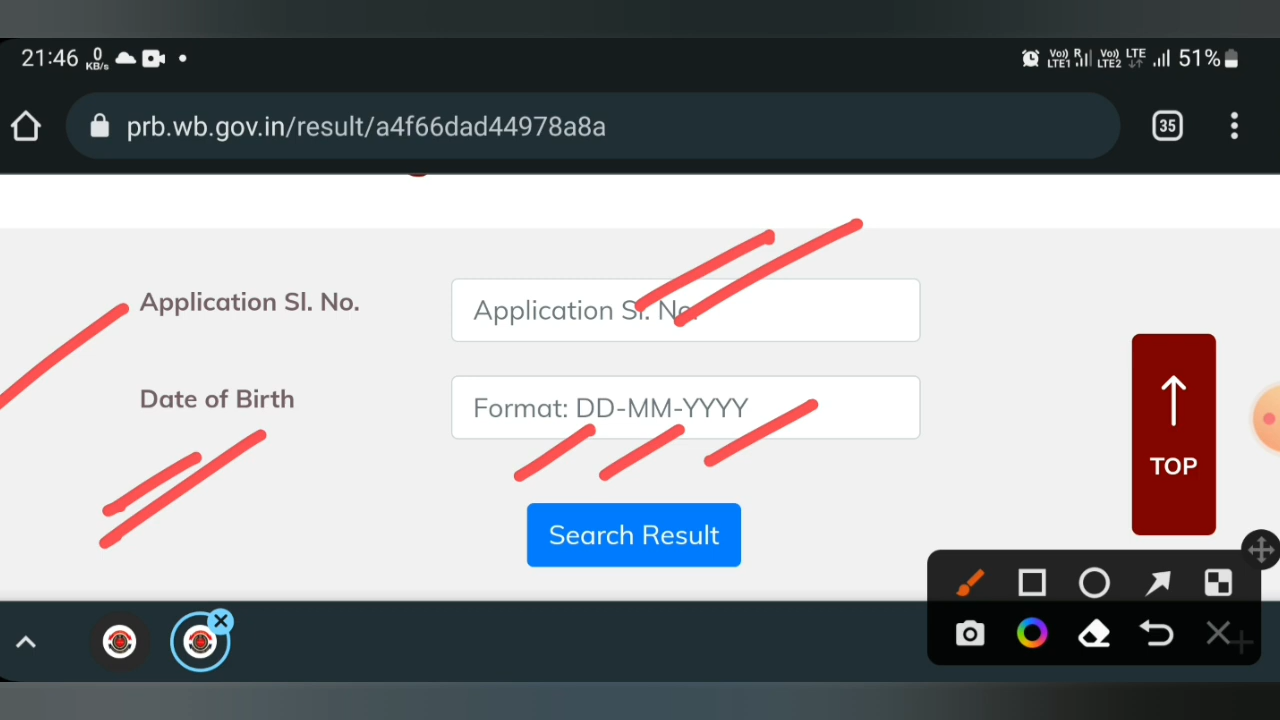 21:46 0 KB/s Vo)) R LTE1 Vo)) LTE LTE2 51%
prb.wb.gov.in/result/a4f66dad44978a8a 35
Application Sl. No. Application Sl. No.
Date of Birth Format: DD-MM-YYYY
TOP
Search Result